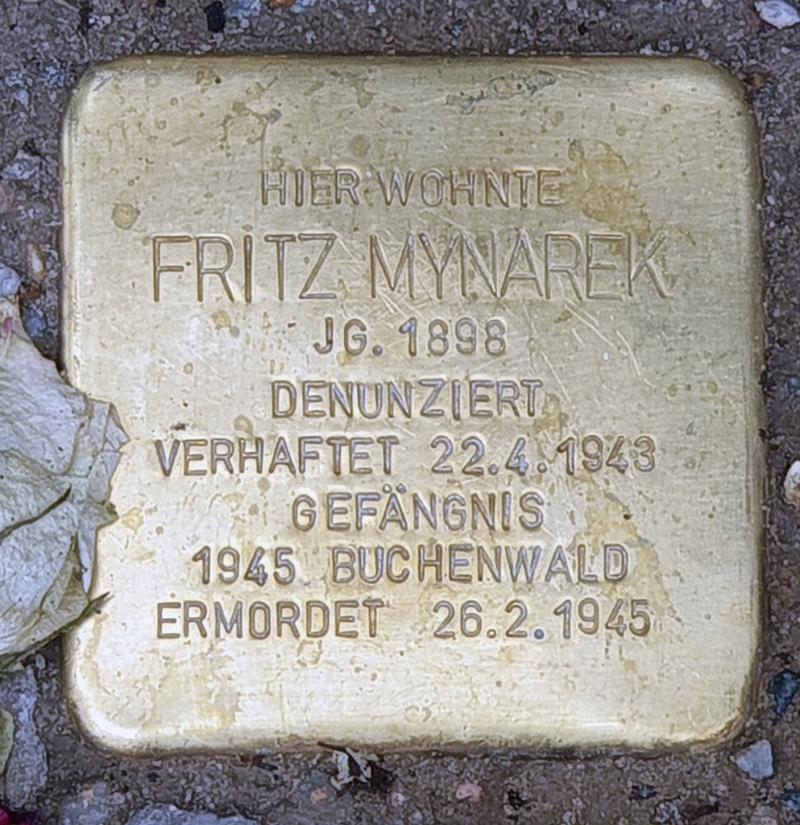 HIER WOHNTE
FRITZ MYNAREK
JG. 1898
DENUNZIERT
VERHAFTET 22.4.1943
GEFÄNGNIS
1945 BUCHENWALD
ERMORDET 26.2.1945